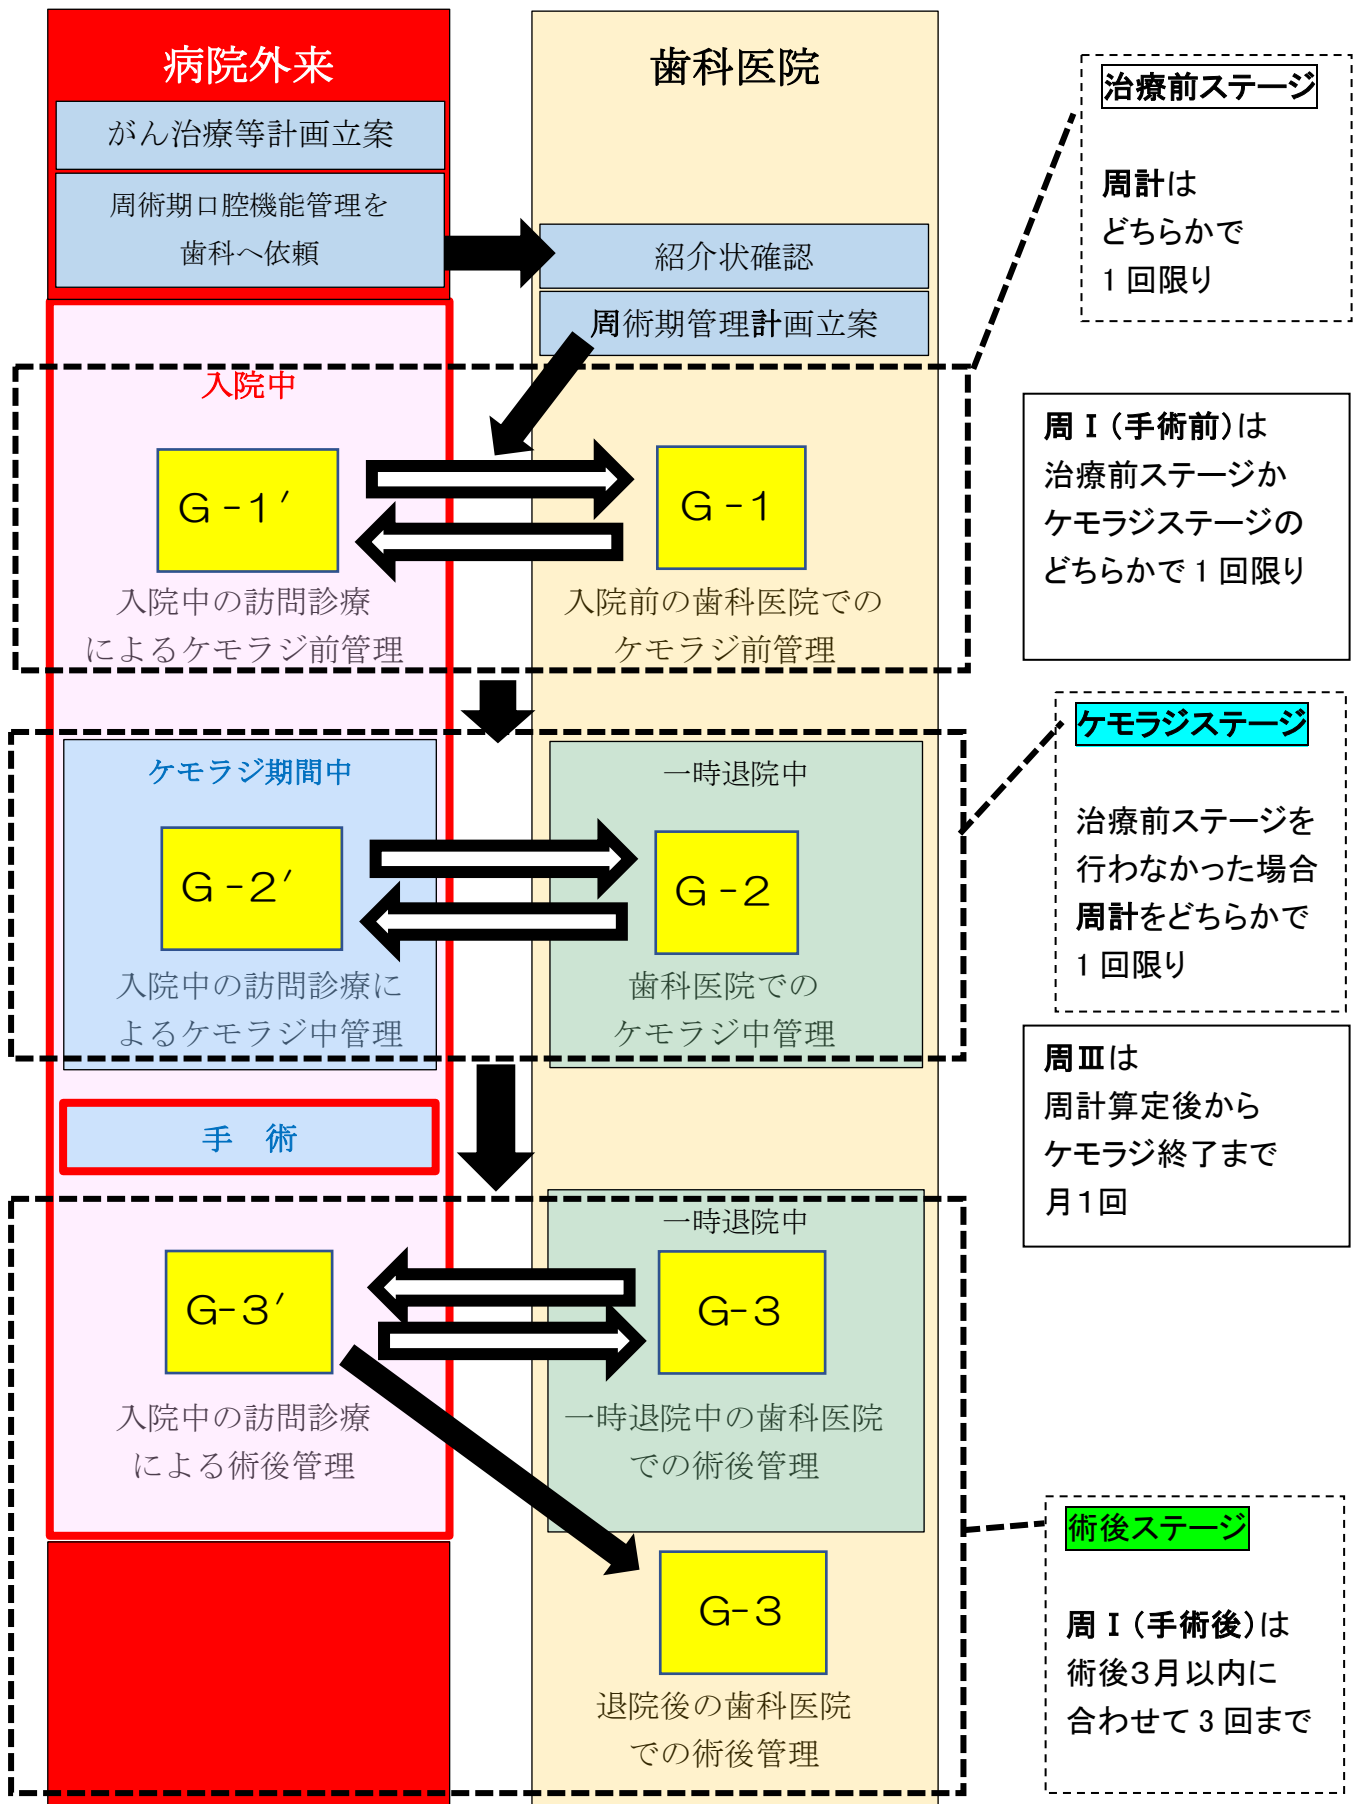 病院外来
がん治療等計画立案
周術期口腔機能管理を
歯科へ依頼
歯科医院
紹介状確認
周術期管理計画立案
治療前ステージ
周計は
どちらかで
1回限り
入院中
G-1′
入院中の訪問診療
によるケモラジ前管理
G-1
入院前の歯科医院での
ケモラジ前管理
周Ⅰ(手術前)は
治療前ステージか
ケモラジステージの
どちらかで1回限り
ケモラジ期間中
G-2′
入院中の訪問診療に
よるケモラジ中管理
一時退院中
G-2
歯科医院での
ケモラジ中管理
ケモラジステージ
治療前ステージを
行わなかった場合
周計をどちらかで
1回限り
周Ⅲは
周計算定後から
ケモラジ終了まで
月1回
手 術
G-3′
入院中の訪問診療
による術後管理
一時退院中
G-3
一時退院中の歯科医院
での術後管理
G-3
退院後の歯科医院
での術後管理
術後ステージ
周Ⅰ(手術後)は
術後3月以内に
合わせて3回まで